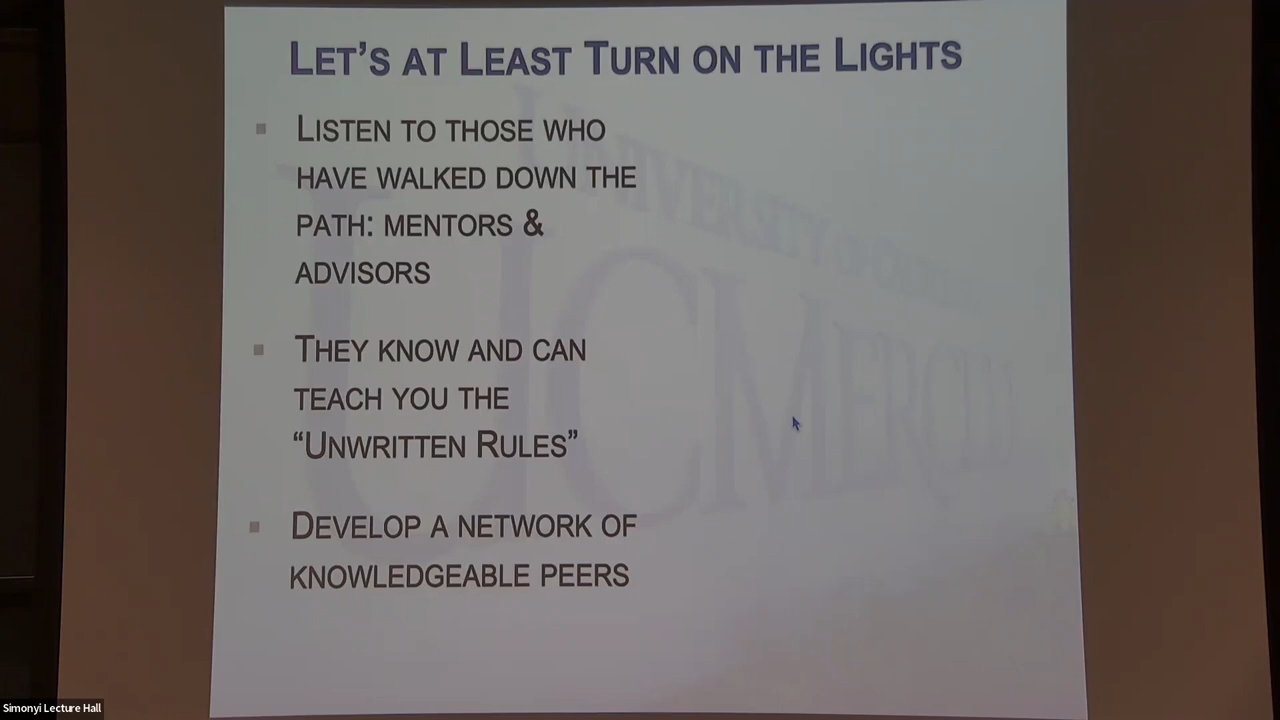 LET'S AT LEAST TURN ON THE LIGHTS
LISTEN TO THOSE WHO
HAVE WALKED DOWN THE
PATH: MENTORS &
ADVISORS
THEY KNOW AND CAN
TEACH YOU THE
“UNWRITTEN RULES”
DEVELOP A NETWORK OF
KNOWLEDGEABLE PEERS
UCMERCED
Simonyi Lecture Hall